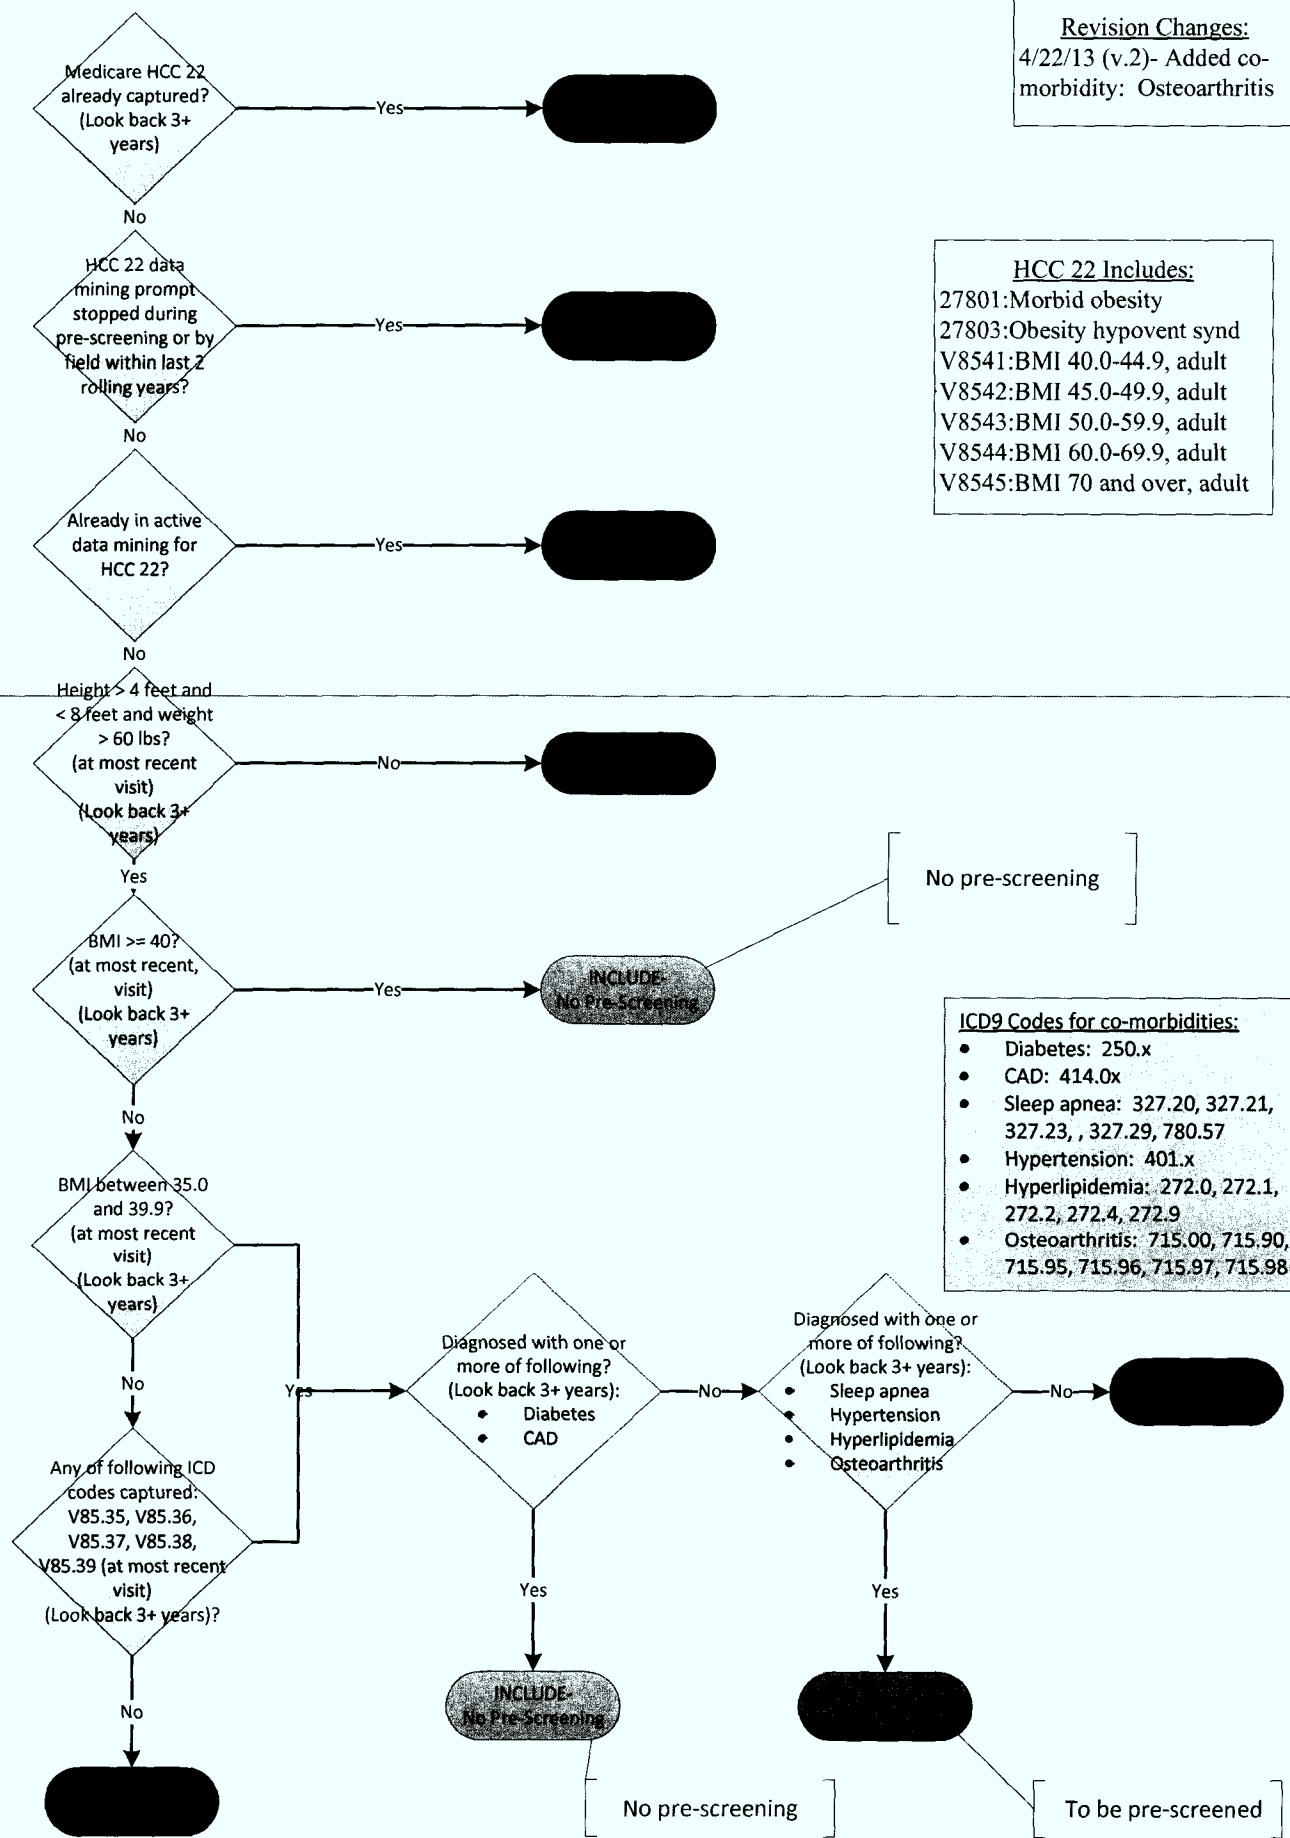 Revision Changes:
4/22/13 (v.2)- Added co-
morbidity: Osteoarthritis
Medicare HCC 22
already captured?
(Look back 3+
years)
Yes
No
HCC 22 data
mining prompt
stopped during
pre-screening or by
field within last 2
rolling years?
Yes
No
HCC 22 Includes:
27801:Morbid obesity
27803:Obesity hypovent synd
V8541:BMI 40.0-44.9, adult
V8542:BMI 45.0-49.9, adult
V8543:BMI 50.0-59.9, adult
V8544:BMI 60.0-69.9, adult
V8545:BMI 70 and over, adult
Already in active
data mining for
HCC 22?
Yes
No
Height > 4 feet and
< 8 feet and weight
> 60 lbs?
(at most recent
visit)
(Look back 3+
years)
No
Yes
No pre-screening
BMI >= 40?
(at most recent,
visit)
(Look back 3+
years)
Yes
INCLUDE-
No Pre-Screening
No
ICD9 Codes for co-morbidities:
• Diabetes: 250.x
• CAD: 414.0x
• Sleep apnea: 327.20, 327.21,
327.23, , 327.29, 780.57
• Hypertension: 401.x
• Hyperlipidemia: 272.0, 272.1,
272.2, 272.4, 272.9
• Osteoarthritis: 715.00, 715.90,
715.95, 715.96, 715.97, 715.98
BMI between 35.0
and 39.9?
(at most recent
visit)
(Look back 3+
years)
No
Yes
Diagnosed with one or
more of following?
(Look back 3+ years):
• Diabetes
• CAD
No
Diagnosed with one or
more of following?
(Look back 3+ years):
• Sleep apnea
• Hypertension
• Hyperlipidemia
• Osteoarthritis
No
Any of following ICD
codes captured:
V85.35, V85.36,
V85.37, V85.38,
V85.39 (at most recent
visit)
(Look back 3+ years)?
Yes
Yes
No
INCLUDE-
No Pre-Screening
No pre-screening
To be pre-screened